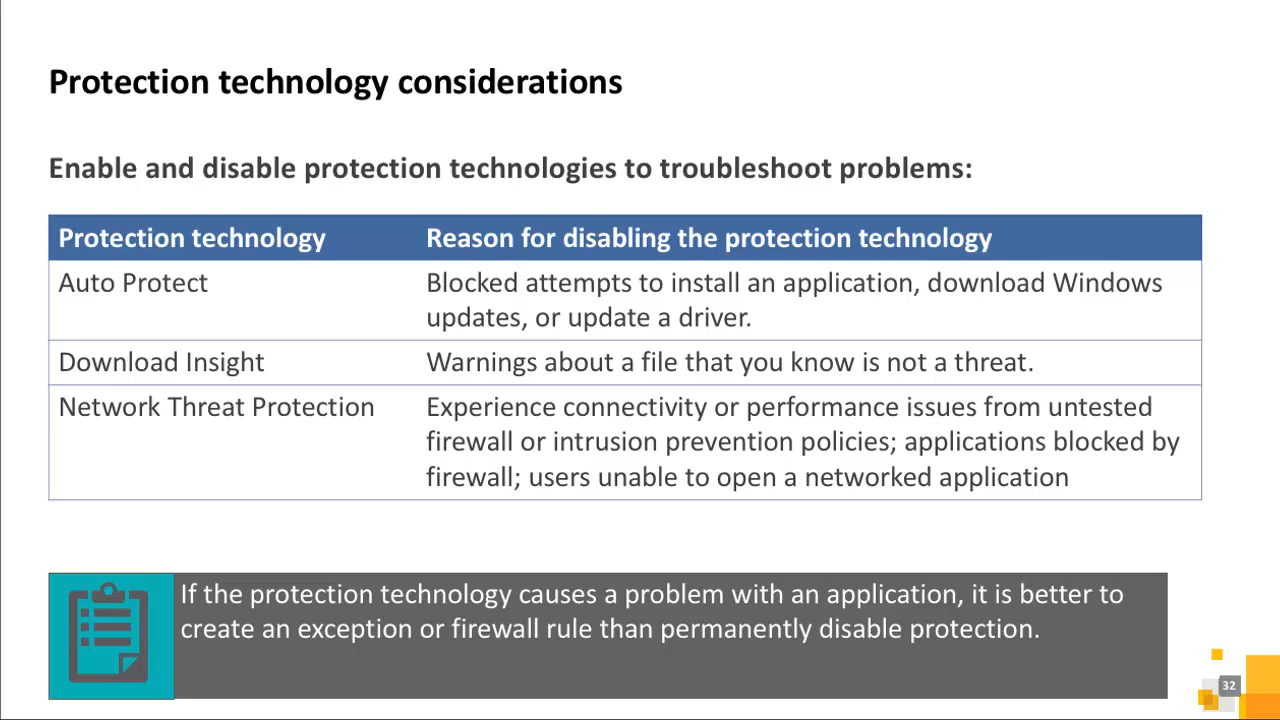 Protection technology considerations
Enable and disable protection technologies to troubleshoot problems:
Protection technology
Reason for disabling the protection technology
Auto Protect
Blocked attempts to install an application, download Windows
updates, or update a driver.
Download Insight
Warnings about a file that you know is not a threat.
Network Threat Protection
Experience connectivity or performance issues from untested
firewall or intrusion prevention policies; applications blocked by
firewall; users unable to open a networked application
If the protection technology causes a problem with an application, it is better to
create an exception or firewall rule than permanently disable protection.
32